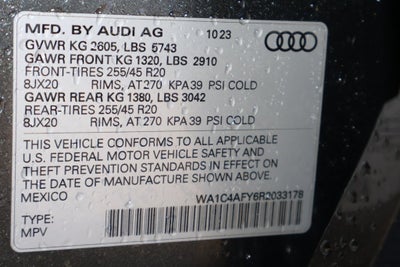 MFD. BY AUDI AG 10 23
GVWR KG 2605, LBS 5743
GAWR FRONT KG 1320, LBS 2910
FRONT-TIRES 255/45 R20
8JX20 RIMS, AT 270 KPA 39 PSI COLD
GAWR REAR KG 1380, LBS 3042
REAR-TIRES 255/45 R20
8JX20 RIMS, AT 270 KPA 39 PSI COLD
THIS VEHICLE CONFORMS TO ALL APPLICABLE
U.S. FEDERAL MOTOR VEHICLE SAFETY AND
THEFT PREVENTION STANDARDS IN EFFECT ON
THE DATE OF MANUFACTURE SHOWN ABOVE
MEXICO WA1C4AFY6R2033178
TYPE:
MPV